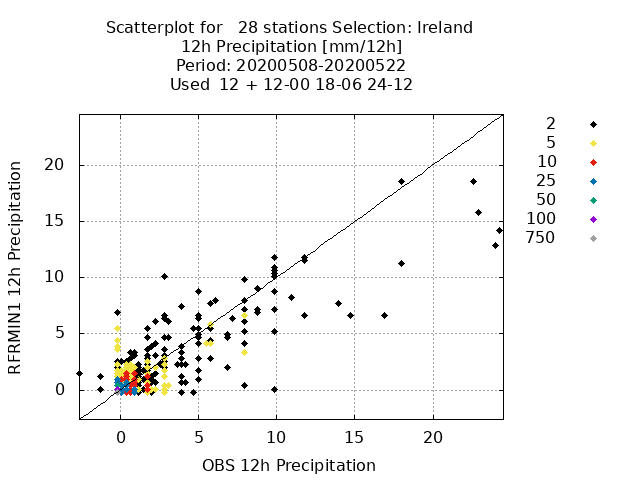 Scatterplot for   28 stations Selection: Ireland
12h Precipitation [mm/12h]
Period: 20200508-20200522
Used  12 + 12-00 18-06 24-12
2
5
10
25
50
100
750
RFRMIN1 12h Precipitation
20
15
10
5
0
0 5 10 15 20
OBS 12h Precipitation